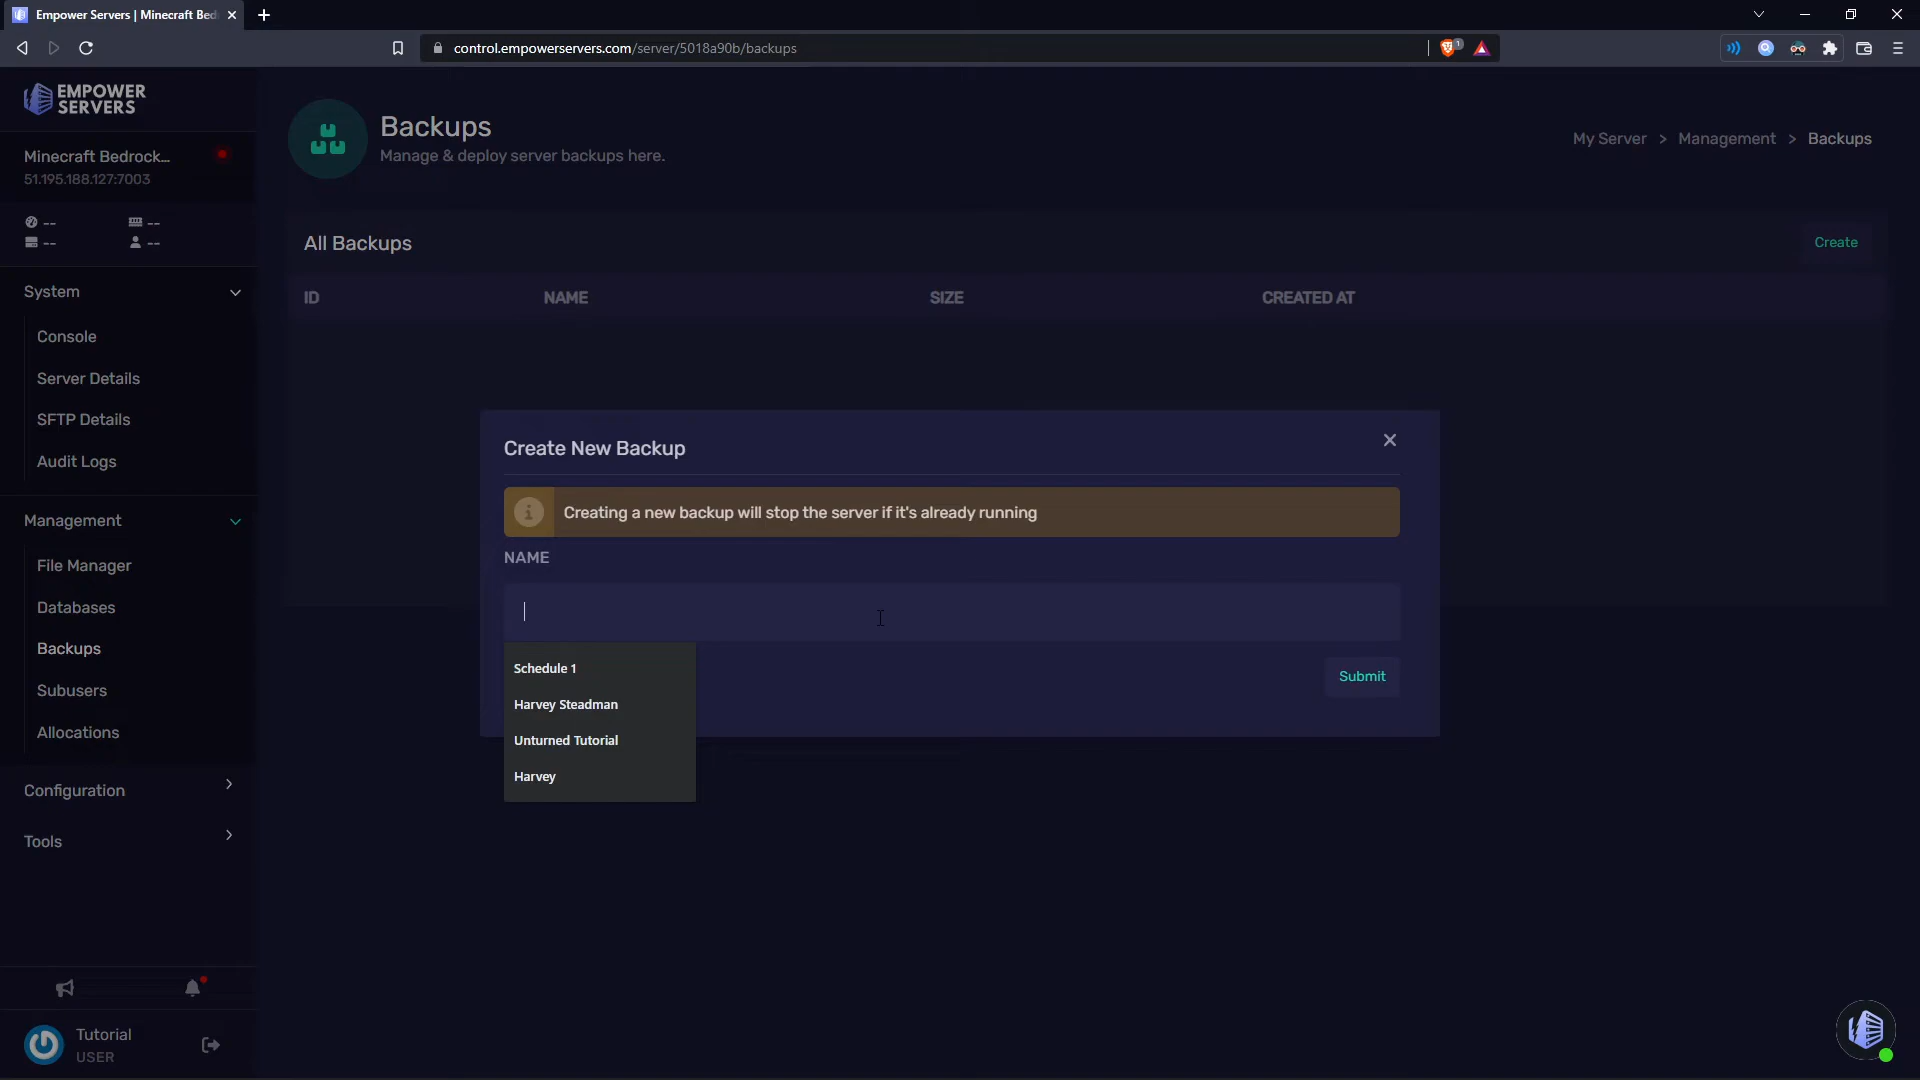 Empower Servers | Minecraft Bed
control.empowerservers.com/server/5018a90b/backups
1
EMPOWER
SERVERS
Minecraft Bedrock...
51.195.188.127:7003
--
--
--
--
System
Console
Server Details
SFTP Details
Audit Logs
Management
File Manager
Databases
Backups
Subusers
Allocations
Configuration
Tools
Tutorial
USER
Backups
Manage & deploy server backups here.
My Server > Management > Backups
All Backups
Create
ID NAME SIZE CREATED AT
Create New Backup
Creating a new backup will stop the server if it's already running
NAME
Schedule 1
Harvey Steadman
Unturned Tutorial
Harvey
Submit